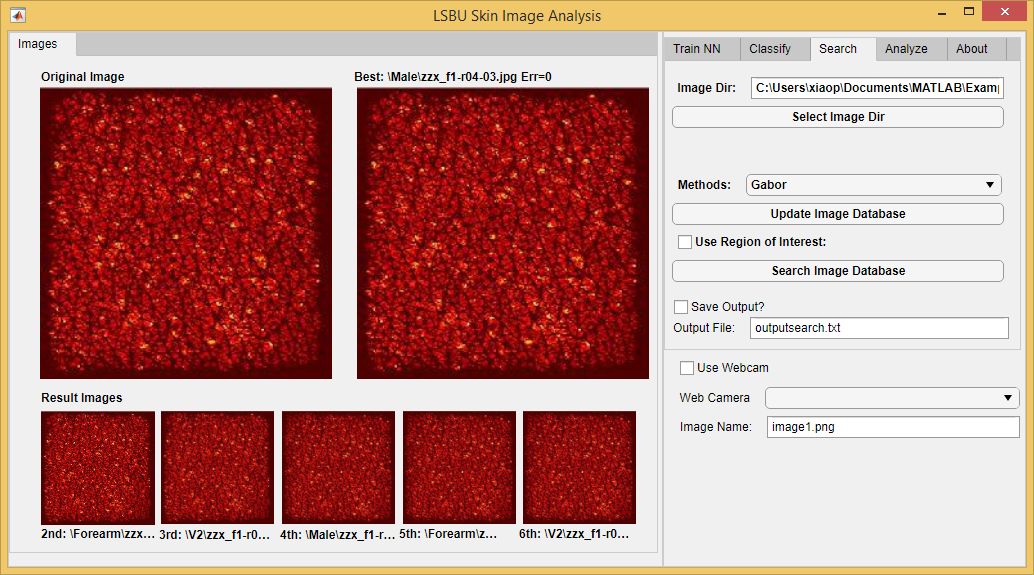 LSBU Skin Image Analysis
Images
Original Image
Best: \Male\zzx_f1-r04-03.jpg Err=0
Result Images
2nd: \Forearm\zzx... 3rd: \V2\zzx_f1-r0... 4th: \Male\zzx_f1-r... 5th: \Forearm\z... 6th: \V2\zzx_f1-r0...
Train NN Classify Search Analyze About
Image Dir: C:\Users\xiaop\Documents\MATLAB\Examp
Select Image Dir
Methods: Gabor
Update Image Database
Use Region of Interest:
Search Image Database
Save Output?
Output File: outputsearch.txt
Use Webcam
Web Camera
Image Name: image1.png